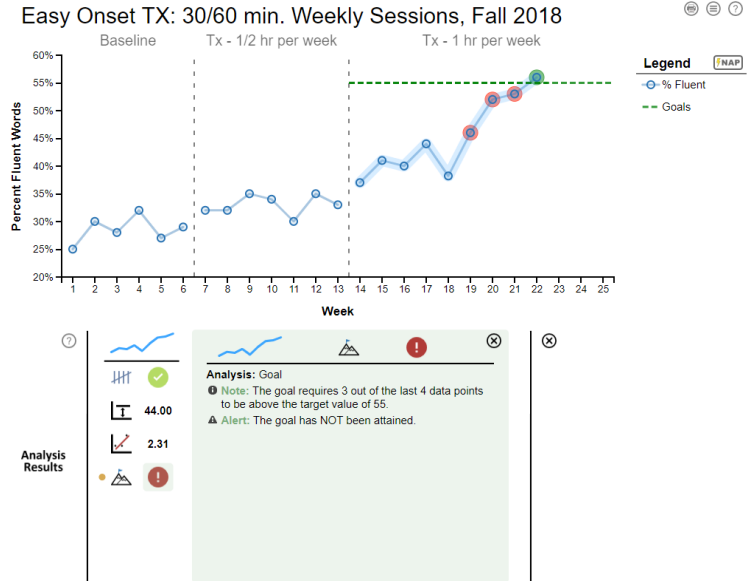 Easy Onset TX: 30/60 min. Weekly Sessions, Fall 2018
Baseline
Tx - 1/2 hr per week
Tx - 1 hr per week
60%
55%
50%
45%
40%
35%
30%
25%
20%
Percent Fluent Words
1 2 3 4 5 6 7 8 9 10 11 12 13 14 15 16 17 18 19 20 21 22 23 24 25
Week
Legend
NAP
% Fluent
Goals
?
?
Analysis
Results
44.00
2.31
!
!
Analysis: Goal
Note: The goal requires 3 out of the last 4 data points
to be above the target value of 55.
Alert: The goal has NOT been attained.